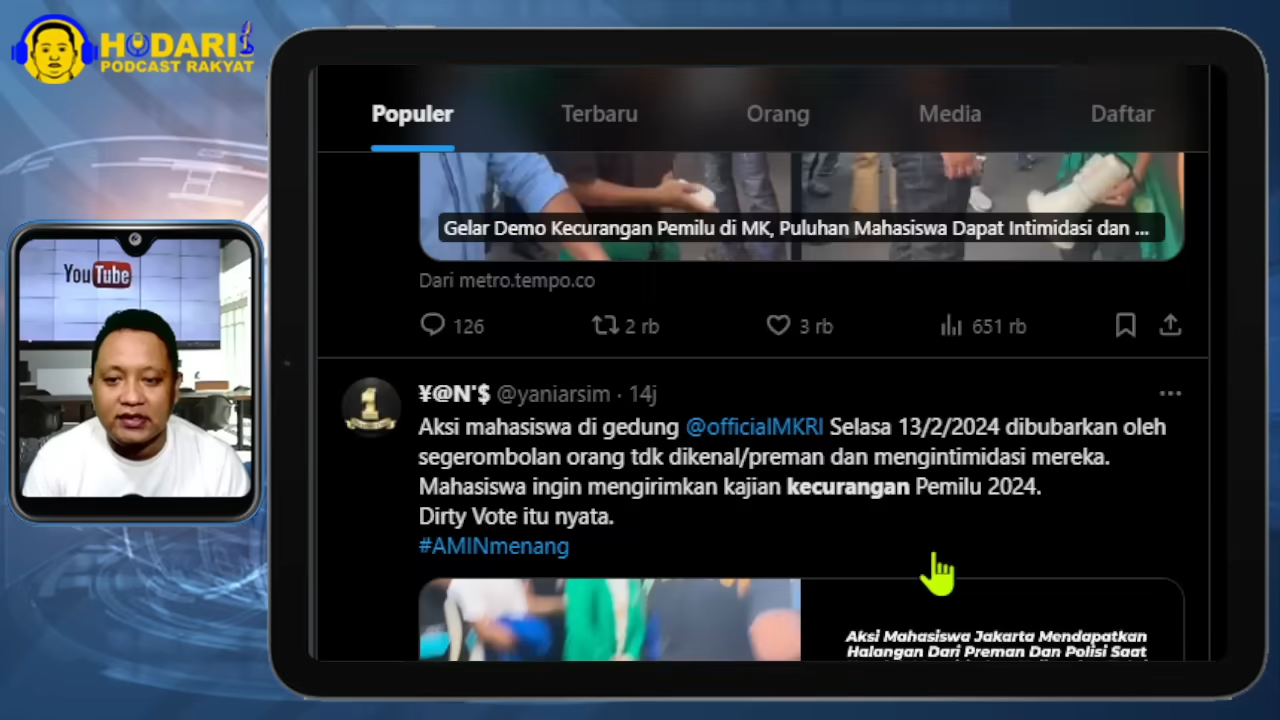 HODARI
PODCAST RAKYAT
YouTube
Populer
Terbaru
Orang
Media
Daftar
Gelar Demo Kecurangan Pemilu di MK, Puluhan Mahasiswa Dapat Intimidasi dan ...
Dari metro.tempo.co
126
2 rb
3 rb
651 rb
¥@N˙$ @yaniarsim · 14j
Aksi mahasiswa di gedung @officialMKRI Selasa 13/2/2024 dibubarkan oleh
segerombolan orang tdk dikenal/preman dan mengintimidasi mereka.
Mahasiswa ingin mengirimkan kajian kecurangan Pemilu 2024.
Dirty Vote itu nyata.
#AMINmenang
Aksi Mahasiswa Jakarta Mendapatkan
Halangan Dari Preman Dan Polisi Saat